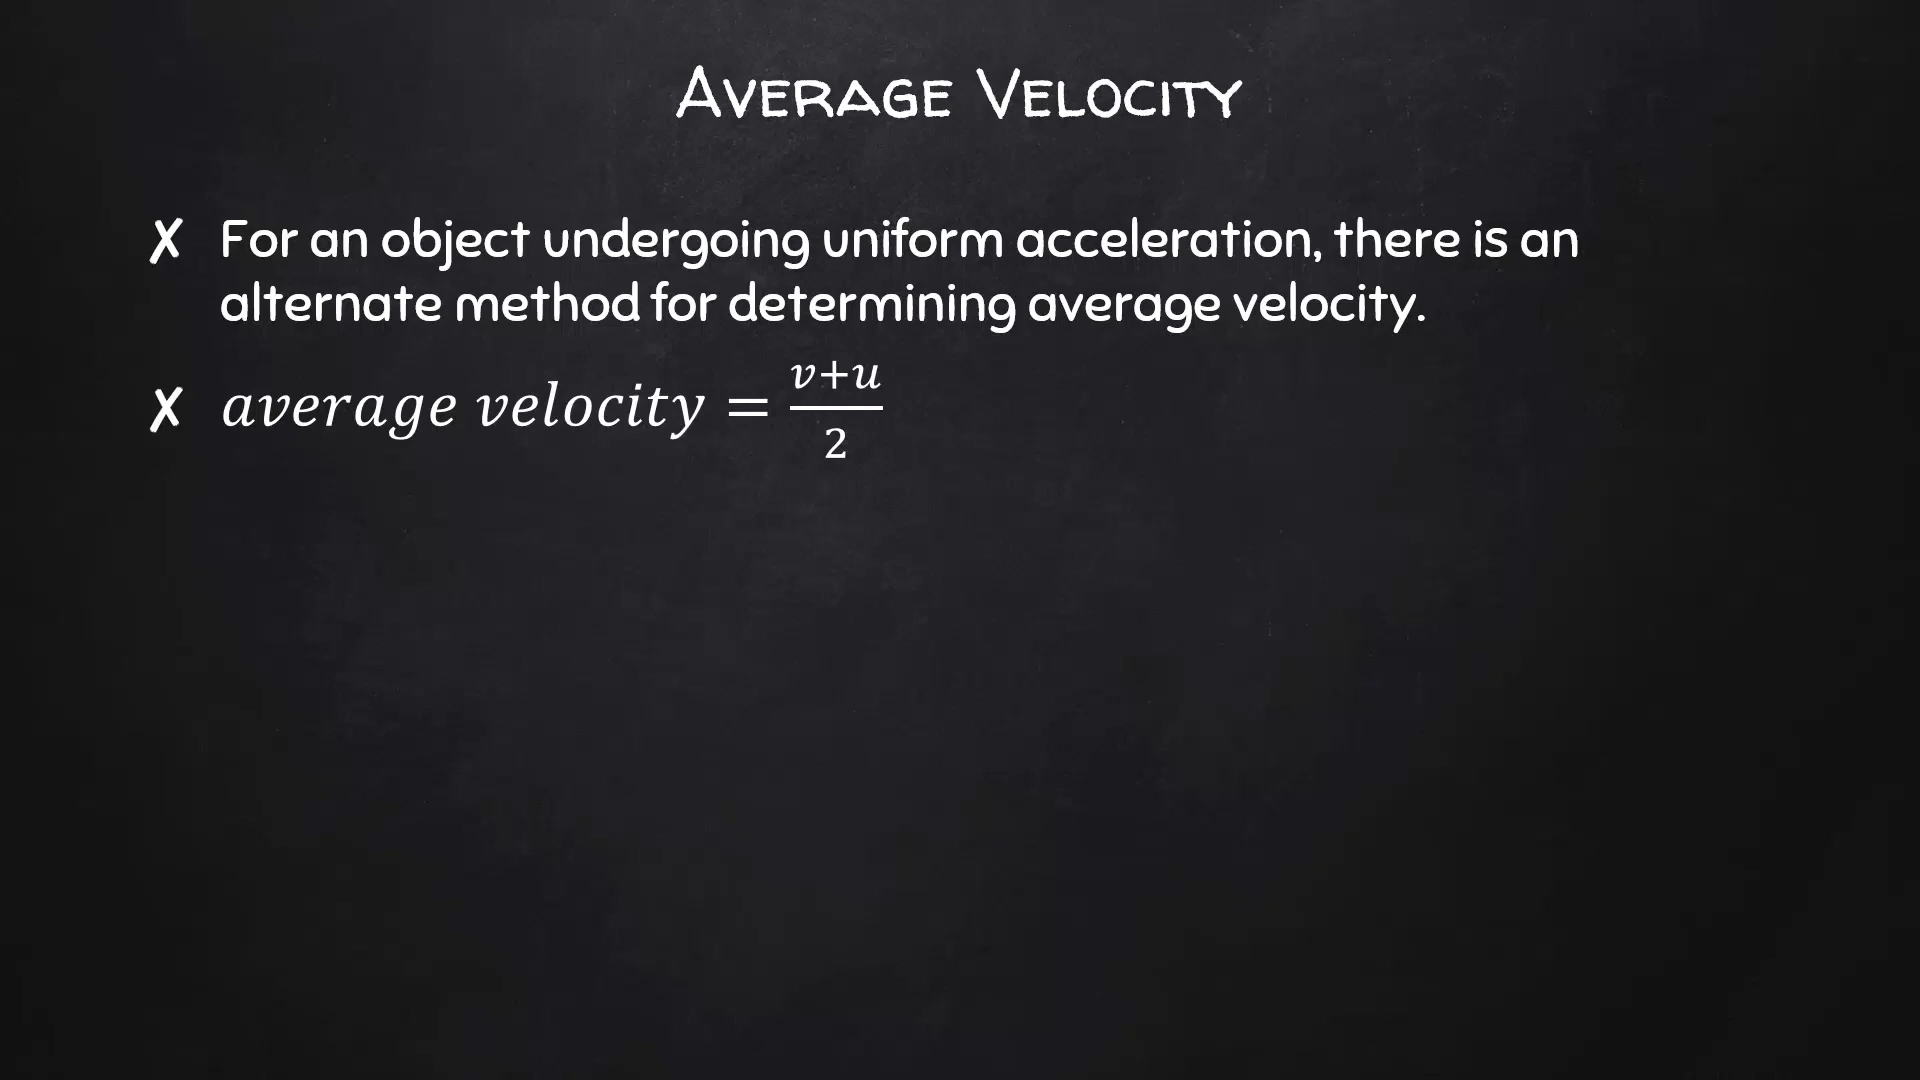 Average Velocity
✗ For an object undergoing uniform acceleration, there is an
alternate method for determining average velocity.
✗ average velocity = \frac{v+u}{2}